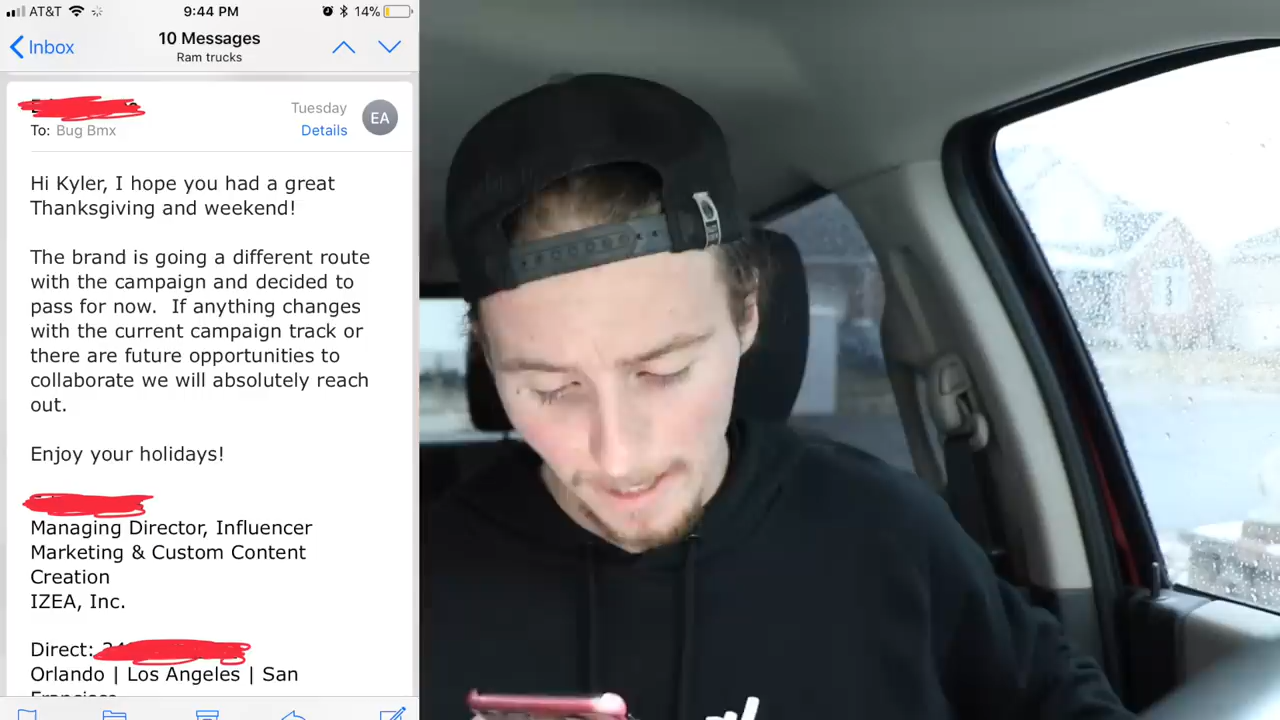 AT&T 9:44 PM 14%
Inbox 10 Messages
Ram trucks
Tuesday
To: Bug Bmx Details EA
Hi Kyler, I hope you had a great
Thanksgiving and weekend!
The brand is going a different route
with the campaign and decided to
pass for now. If anything changes
with the current campaign track or
there are future opportunities to
collaborate we will absolutely reach
out.
Enjoy your holidays!
Managing Director, Influencer
Marketing & Custom Content
Creation
IZEA, Inc.
Direct:
Orlando | Los Angeles | San